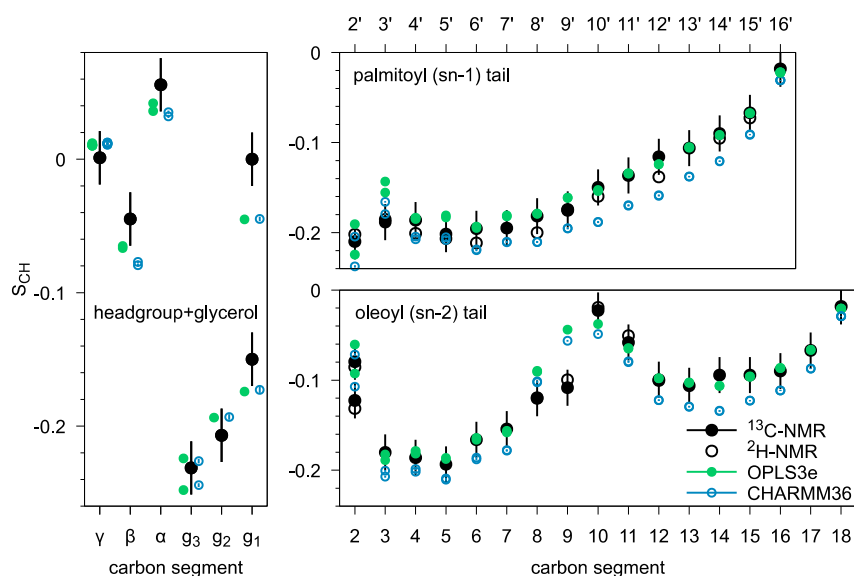 2' 3' 4' 5' 6' 7' 8' 9' 10' 11' 12' 13' 14' 15' 16'
0
palmitoyl (sn-1) tail
-0.1
-0.2
0
-0.1
-0.2
S_CH
headgroup+glycerol
γ β α g₃ g₂ g₁
carbon segment
0
oleoyl (sn-2) tail
-0.1
-0.2
¹³C-NMR
²H-NMR
OPLS3e
CHARMM36
2 3 4 5 6 7 8 9 10 11 12 13 14 15 16 17 18
carbon segment